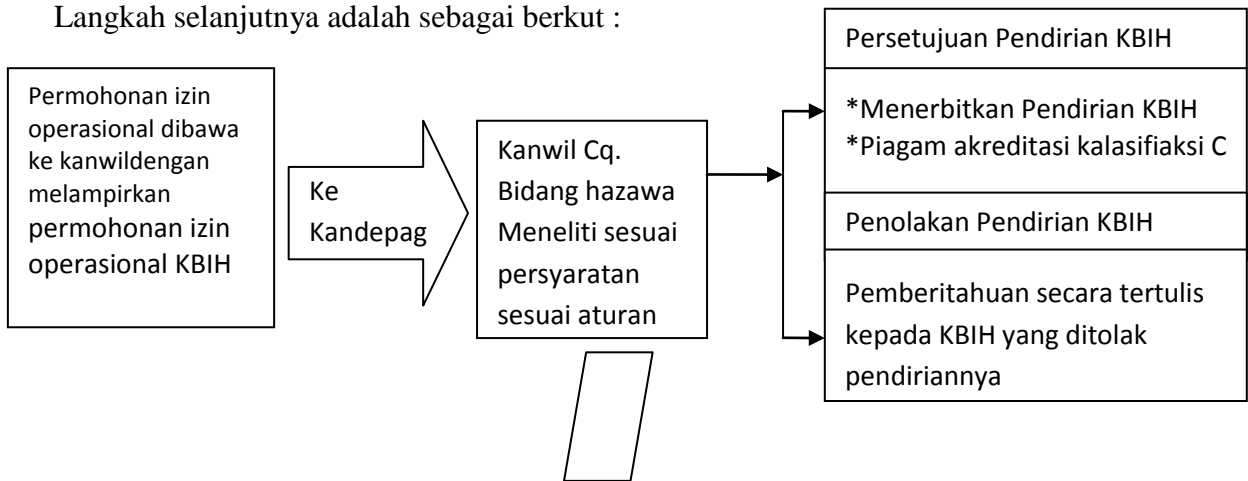 Langkah selanjutnya adalah sebagai berkut :
Permohonan izin
operasional dibawa
ke kanwildengan
melampirkan
permohonan izin
operasional KBIH
Ke
Kandepag
Kanwil Cq.
Bidang hazawa
Meneliti sesuai
persyaratan
sesuai aturan
Persetujuan Pendirian KBIH
*Menerbitkan Pendirian KBIH
*Piagam akreditasi kalasifiaksi C
Penolakan Pendirian KBIH
Pemberitahuan secara tertulis
kepada KBIH yang ditolak
pendiriannya